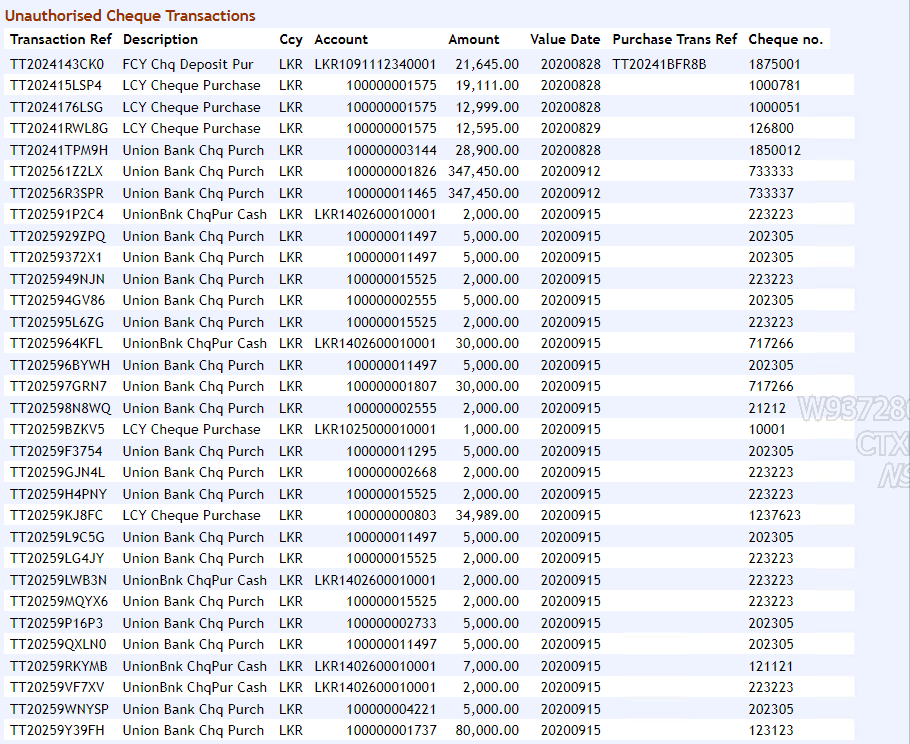 Unauthorised Cheque Transactions
Transaction Ref Description Ccy Account Amount Value Date Purchase Trans Ref Cheque no.
TT2024143CK0 FCY Chq Deposit Pur LKR LKR1091112340001 21,645.00 20200828 TT20241BFR8B 1875001
TT202415LSP4 LCY Cheque Purchase LKR 100000001575 19,111.00 20200828 1000781
TT2024176LSG LCY Cheque Purchase LKR 100000001575 12,999.00 20200828 1000051
TT20241RWL8G LCY Cheque Purchase LKR 100000001575 12,595.00 20200829 126800
TT20241TPM9H Union Bank Chq Purch LKR 100000003144 28,900.00 20200828 1850012
TT202561Z2LX Union Bank Chq Purch LKR 100000001826 347,450.00 20200912 733333
TT20256R3SPR Union Bank Chq Purch LKR 100000011465 347,450.00 20200912 733337
TT202591P2C4 UnionBnk ChqPur Cash LKR LKR1402600010001 2,000.00 20200915 223223
TT2025929ZPQ Union Bank Chq Purch LKR 100000011497 5,000.00 20200915 202305
TT20259372X1 Union Bank Chq Purch LKR 100000011497 5,000.00 20200915 202305
TT2025949NJN Union Bank Chq Purch LKR 100000015525 2,000.00 20200915 223223
TT202594GV86 Union Bank Chq Purch LKR 100000002555 5,000.00 20200915 202305
TT202595L6ZG Union Bank Chq Purch LKR 100000015525 2,000.00 20200915 223223
TT2025964KFL UnionBnk ChqPur Cash LKR LKR1402600010001 30,000.00 20200915 717266
TT202596BYWH Union Bank Chq Purch LKR 100000011497 5,000.00 20200915 202305
TT202597GRN7 Union Bank Chq Purch LKR 100000001807 30,000.00 20200915 717266
TT202598N8WQ Union Bank Chq Purch LKR 100000002555 2,000.00 20200915 21212
TT20259BZKV5 LCY Cheque Purchase LKR LKR1025000010001 1,000.00 20200915 10001
TT20259F3754 Union Bank Chq Purch LKR 100000011295 5,000.00 20200915 202305
TT20259GJN4L Union Bank Chq Purch LKR 100000002668 2,000.00 20200915 223223
TT20259H4PNY Union Bank Chq Purch LKR 100000015525 2,000.00 20200915 223223
TT20259KJ8FC LCY Cheque Purchase LKR 100000000803 34,989.00 20200915 1237623
TT20259L9C5G Union Bank Chq Purch LKR 100000011497 5,000.00 20200915 202305
TT20259LG4JY Union Bank Chq Purch LKR 100000015525 2,000.00 20200915 223223
TT20259LWB3N UnionBnk ChqPur Cash LKR LKR1402600010001 2,000.00 20200915 223223
TT20259MQYX6 Union Bank Chq Purch LKR 100000015525 2,000.00 20200915 223223
TT20259P16P3 Union Bank Chq Purch LKR 100000002733 5,000.00 20200915 202305
TT20259QXLN0 Union Bank Chq Purch LKR 100000011497 5,000.00 20200915 202305
TT20259RKYMB UnionBnk ChqPur Cash LKR LKR1402600010001 7,000.00 20200915 121121
TT20259VF7XV UnionBnk ChqPur Cash LKR LKR1402600010001 2,000.00 20200915 223223
TT20259WNYSP Union Bank Chq Purch LKR 100000004221 5,000.00 20200915 202305
TT20259Y39FH Union Bank Chq Purch LKR 100000001737 80,000.00 20200915 123123
CTX